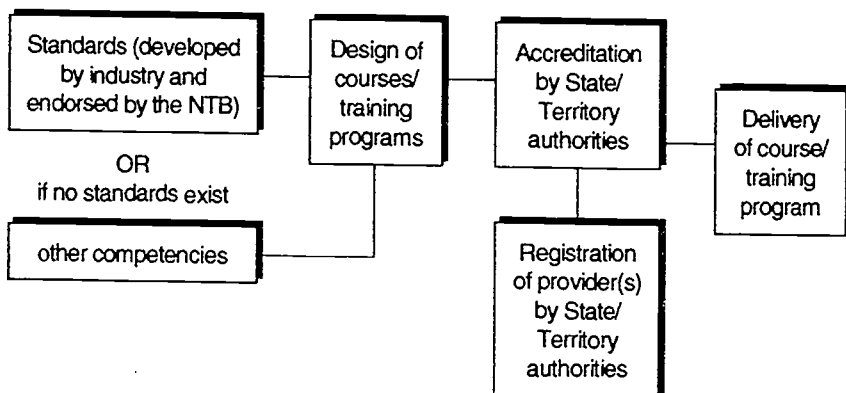 Standards (developed
by industry and
endorsed by the NTB)
OR
if no standards exist
other competencies
Design of
courses/
training
programs
Accreditation
by State/
Territory
authorities
Registration
of provider(s)
by State/
Territory
authorities
Delivery
of course/
training
program